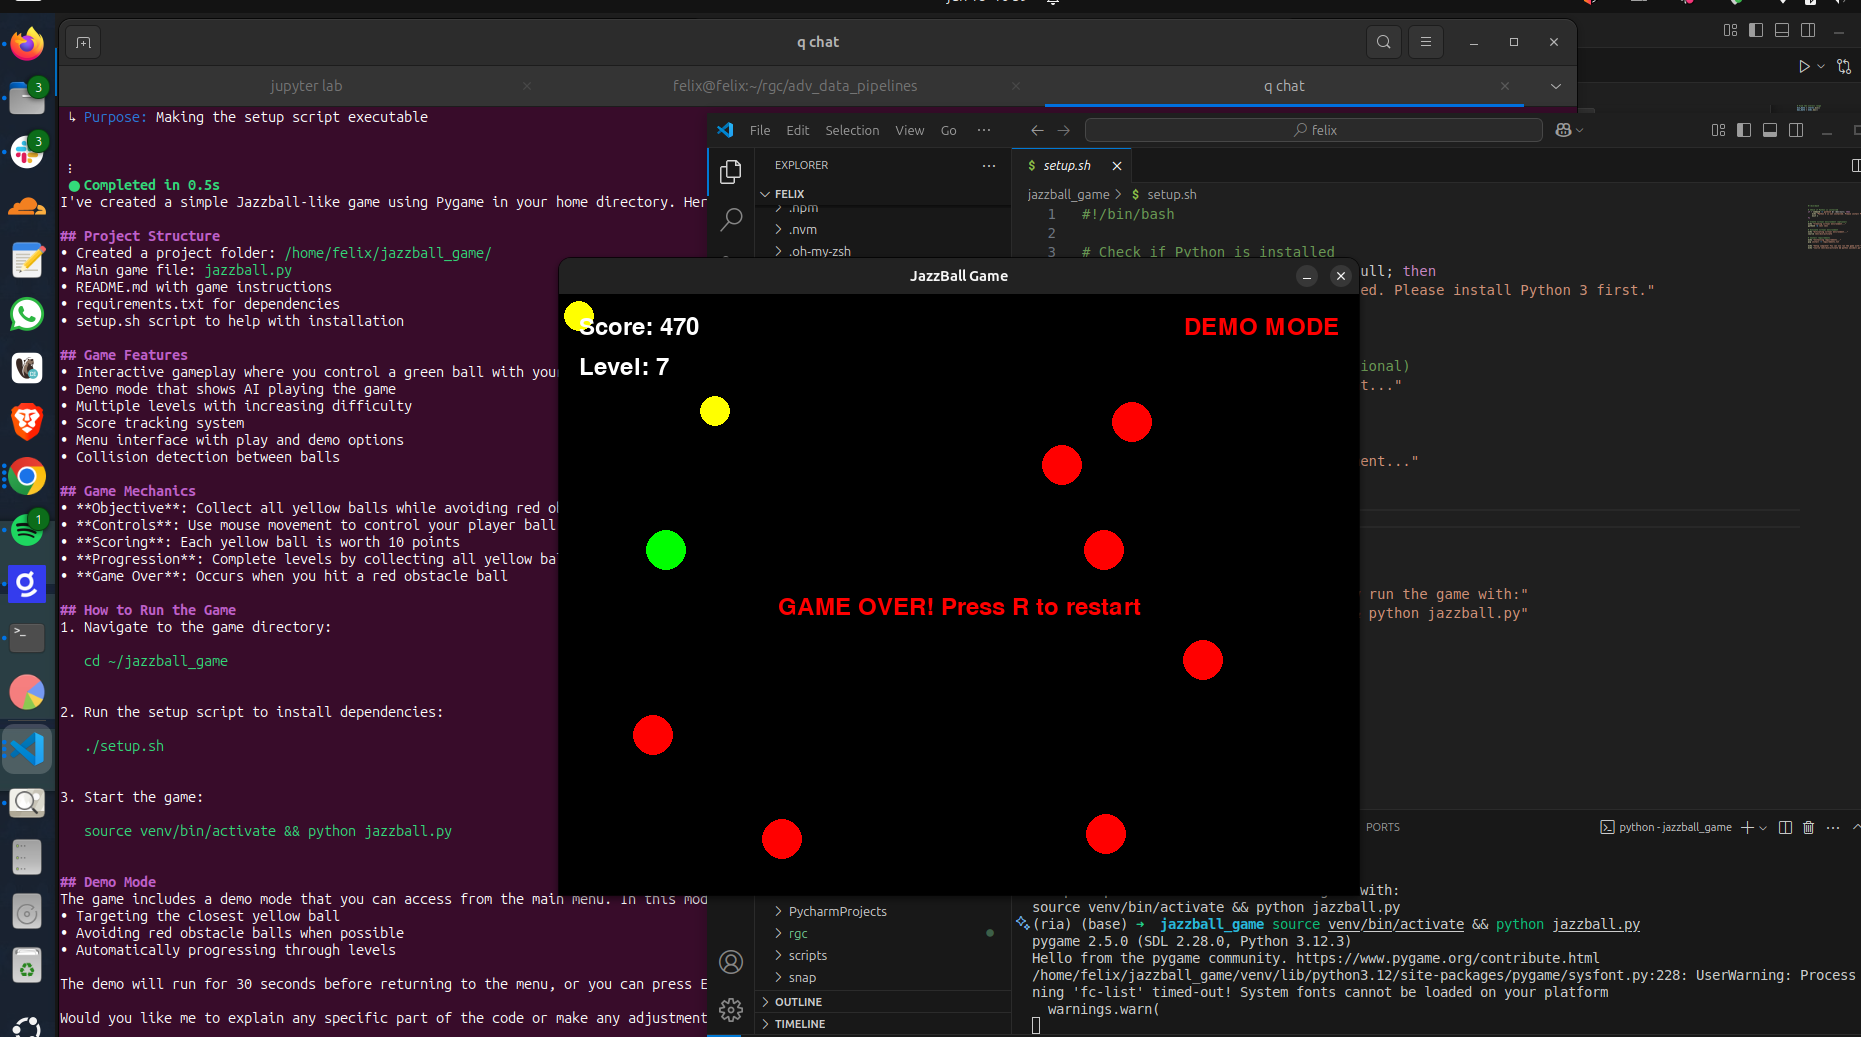 q chat
jupyter lab
felix@felix:~/rgc/adv_data_pipelines
q chat
↳ Purpose: Making the setup script executable
Completed in 0.5s
I've created a simple Jazzball-like game using Pygame in your home directory. Her
## Project Structure
• Created a project folder: /home/felix/jazzball_game/
• Main game file: jazzball.py
• README.md with game instructions
• requirements.txt for dependencies
• setup.sh script to help with installation
## Game Features
• Interactive gameplay where you control a green ball with your
• Demo mode that shows AI playing the game
• Multiple levels with increasing difficulty
• Score tracking system
• Menu interface with play and demo options
• Collision detection between balls
## Game Mechanics
• **Objective**: Collect all yellow balls while avoiding red ob
• **Controls**: Use mouse movement to control your player ball
• **Scoring**: Each yellow ball is worth 10 points
• **Progression**: Complete levels by collecting all yellow bal
• **Game Over**: Occurs when you hit a red obstacle ball
## How to Run the Game
1. Navigate to the game directory:
cd ~/jazzball_game
2. Run the setup script to install dependencies:
./setup.sh
3. Start the game:
source venv/bin/activate && python jazzball.py
## Demo Mode
The game includes a demo mode that you can access from the main menu. In this mod
• Targeting the closest yellow ball
• Avoiding red obstacle balls when possible
• Automatically progressing through levels
The demo will run for 30 seconds before returning to the menu, or you can press E
Would you like me to explain any specific part of the code or make any adjustment
3
3
1
File Edit Selection View Go ···
felix
EXPLORER
FELIX
.npm
.nvm
.oh-my-zsh
$ setup.sh
jazzball_game > $ setup.sh
1 #!/bin/bash
2
3 # Check if Python is installed
ull; then
ed. Please install Python 3 first."
ional)
t..."
ent..."
run the game with:"
python jazzball.py"
JazzBall Game
Score: 470
DEMO MODE
Level: 7
GAME OVER! Press R to restart
PycharmProjects
rgc
scripts
snap
OUTLINE
TIMELINE
PORTS
python - jazzball_game
with:
source venv/bin/activate && python jazzball.py
(ria) (base) → jazzball_game source venv/bin/activate && python jazzball.py
pygame 2.5.0 (SDL 2.28.0, Python 3.12.3)
Hello from the pygame community. https://www.pygame.org/contribute.html
/home/felix/jazzball_game/venv/lib/python3.12/site-packages/pygame/sysfont.py:228: UserWarning: Process
ning 'fc-list' timed-out! System fonts cannot be loaded on your platform
warnings.warn(